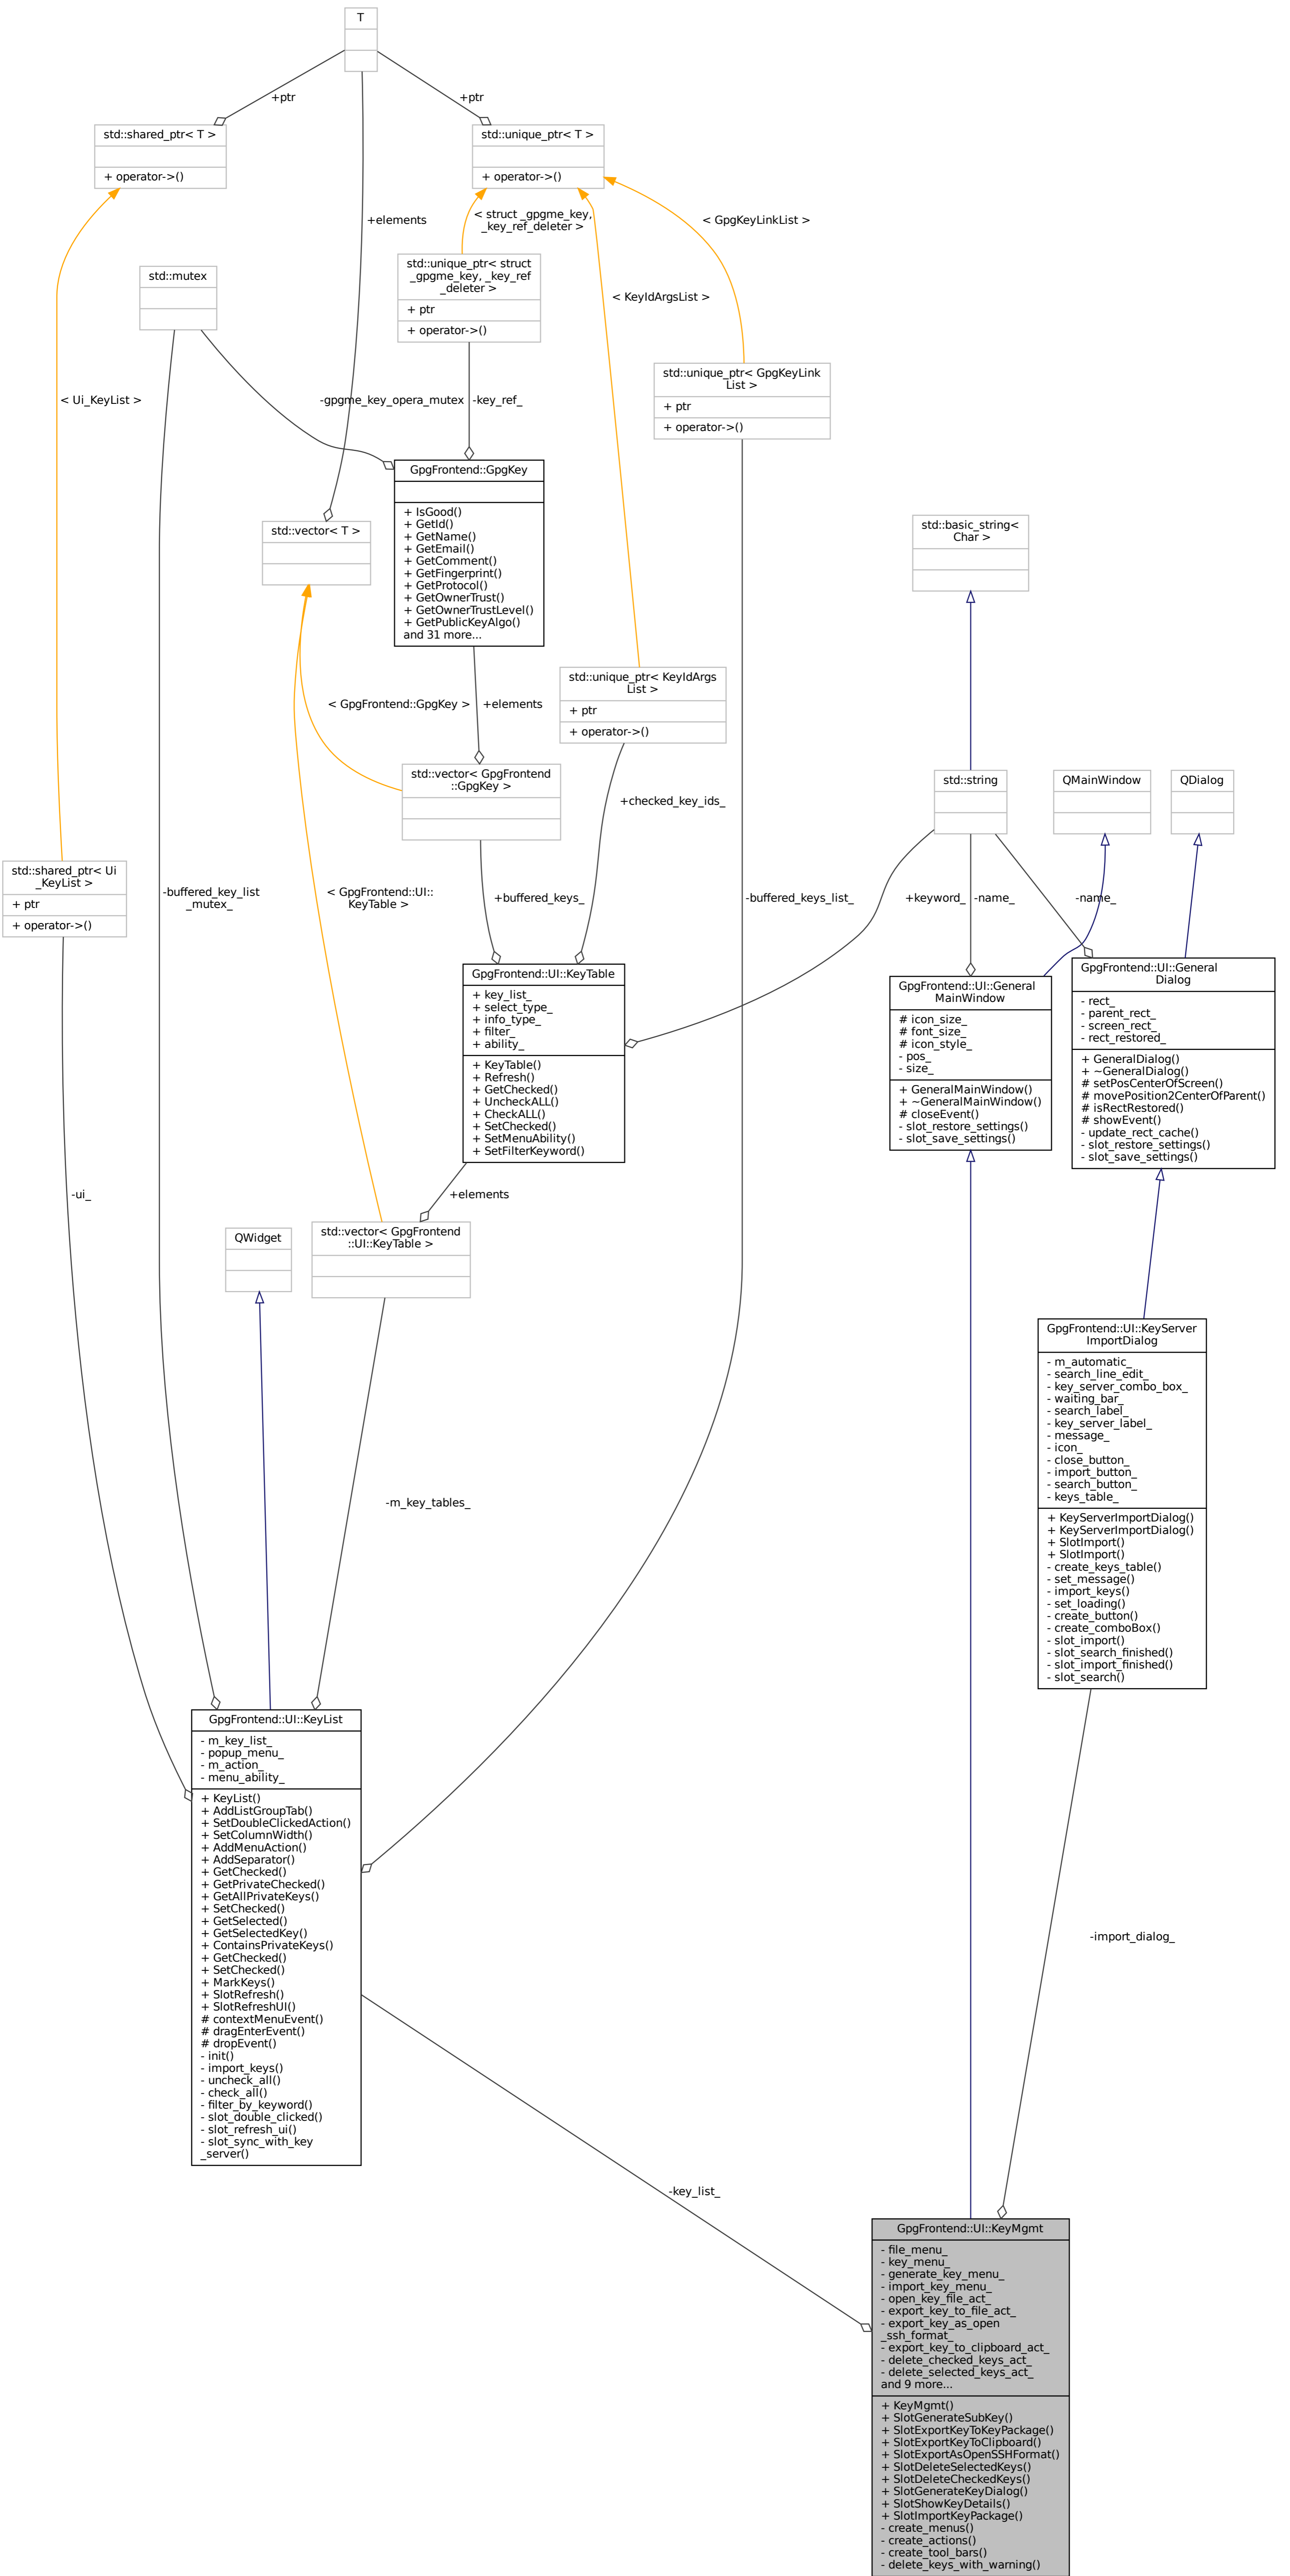 T
+ptr
+ptr
std::shared_ptr< T >
+ operator->()
std::unique_ptr< T >
+ operator->()
+elements
< struct _gpgme_key,
_key_ref_deleter >
< GpgKeyLinkList >
std::mutex
std::unique_ptr< struct
_gpgme_key, _key_ref
_deleter >
+ ptr
+ operator->()
< KeyIdArgsList >
std::unique_ptr< GpgKeyLink
List >
+ ptr
+ operator->()
< Ui_KeyList >
-gpgme_key_opera_mutex
-key_ref_
GpgFrontend::GpgKey
+ IsGood()
+ GetId()
+ GetName()
+ GetEmail()
+ GetComment()
+ GetFingerprint()
+ GetProtocol()
+ GetOwnerTrust()
+ GetOwnerTrustLevel()
+ GetPublicKeyAlgo()
and 31 more...
std::vector< T >
std::basic_string<
Char >
std::unique_ptr< KeyIdArgs
List >
+ ptr
+ operator->()
< GpgFrontend::GpgKey >
+elements
std::vector< GpgFrontend
::GpgKey >
std::string
QMainWindow
QDialog
+checked_key_ids_
std::shared_ptr< Ui
_KeyList >
+ ptr
+ operator->()
-buffered_key_list
_mutex_
< GpgFrontend::UI::
KeyTable >
+buffered_keys_
-buffered_keys_list_
+keyword_
-name_
-name_
GpgFrontend::UI::KeyTable
+ key_list_
+ select_type_
+ info_type_
+ filter_
+ ability_
+ KeyTable()
+ Refresh()
+ GetChecked()
+ UncheckALL()
+ CheckALL()
+ SetChecked()
+ SetMenuAbility()
+ SetFilterKeyword()
GpgFrontend::UI::General
MainWindow
# icon_size_
# font_size_
# icon_style_
- pos_
- size_
+ GeneralMainWindow()
+ ~GeneralMainWindow()
# closeEvent()
- slot_restore_settings()
- slot_save_settings()
GpgFrontend::UI::General
Dialog
- rect_
- parent_rect_
- screen_rect_
- rect_restored_
+ GeneralDialog()
+ ~GeneralDialog()
# setPosCenterOfScreen()
# movePosition2CenterOfParent()
# isRectRestored()
# showEvent()
- update_rect_cache()
- slot_restore_settings()
- slot_save_settings()
-ui_
+elements
QWidget
std::vector< GpgFrontend
::UI::KeyTable >
GpgFrontend::UI::KeyServer
ImportDialog
- m_automatic_
- search_line_edit_
- key_server_combo_box_
- waiting_bar_
- search_label_
- key_server_label_
- message_
- icon_
- close_button_
- import_button_
- search_button_
- keys_table_
+ KeyServerImportDialog()
+ KeyServerImportDialog()
+ SlotImport()
+ SlotImport()
- create_keys_table()
- set_message()
- import_keys()
- set_loading()
- create_button()
- create_comboBox()
- slot_import()
- slot_search_finished()
- slot_import_finished()
- slot_search()
-m_key_tables_
GpgFrontend::UI::KeyList
- m_key_list_
- popup_menu_
- m_action_
- menu_ability_
+ KeyList()
+ AddListGroupTab()
+ SetDoubleClickedAction()
+ SetColumnWidth()
+ AddMenuAction()
+ AddSeparator()
+ GetChecked()
+ GetPrivateChecked()
+ GetAllPrivateKeys()
+ SetChecked()
+ GetSelected()
+ GetSelectedKey()
+ ContainsPrivateKeys()
+ GetChecked()
+ SetChecked()
+ MarkKeys()
+ SlotRefresh()
+ SlotRefreshUI()
# contextMenuEvent()
# dragEnterEvent()
# dropEvent()
- init()
- import_keys()
- uncheck_all()
- check_all()
- filter_by_keyword()
- slot_double_clicked()
- slot_refresh_ui()
- slot_sync_with_key
_server()
-import_dialog_
-key_list_
GpgFrontend::UI::KeyMgmt
- file_menu_
- key_menu_
- generate_key_menu_
- import_key_menu_
- open_key_file_act_
- export_key_to_file_act_
- export_key_as_open
_ssh_format_
- export_key_to_clipboard_act_
- delete_checked_keys_act_
- delete_selected_keys_act_
and 9 more...
+ KeyMgmt()
+ SlotGenerateSubKey()
+ SlotExportKeyToKeyPackage()
+ SlotExportKeyToClipboard()
+ SlotExportAsOpenSSHFormat()
+ SlotDeleteSelectedKeys()
+ SlotDeleteCheckedKeys()
+ SlotGenerateKeyDialog()
+ SlotShowKeyDetails()
+ SlotImportKeyPackage()
- create_menus()
- create_actions()
- create_tool_bars()
- delete_keys_with_warning()